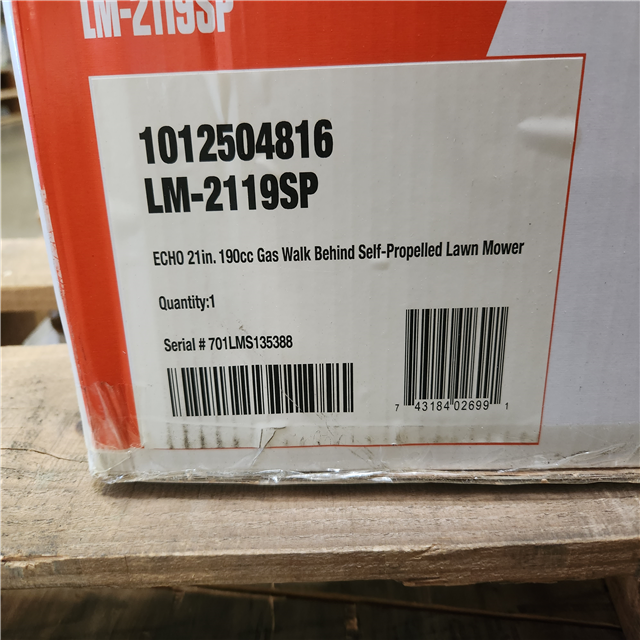 LM-2119SP
1012504816
LM-2119SP
ECHO 21in. 190cc Gas Walk Behind Self-Propelled Lawn Mower
Quantity:1
Serial # 701LMS135388
7 43184 02699 1